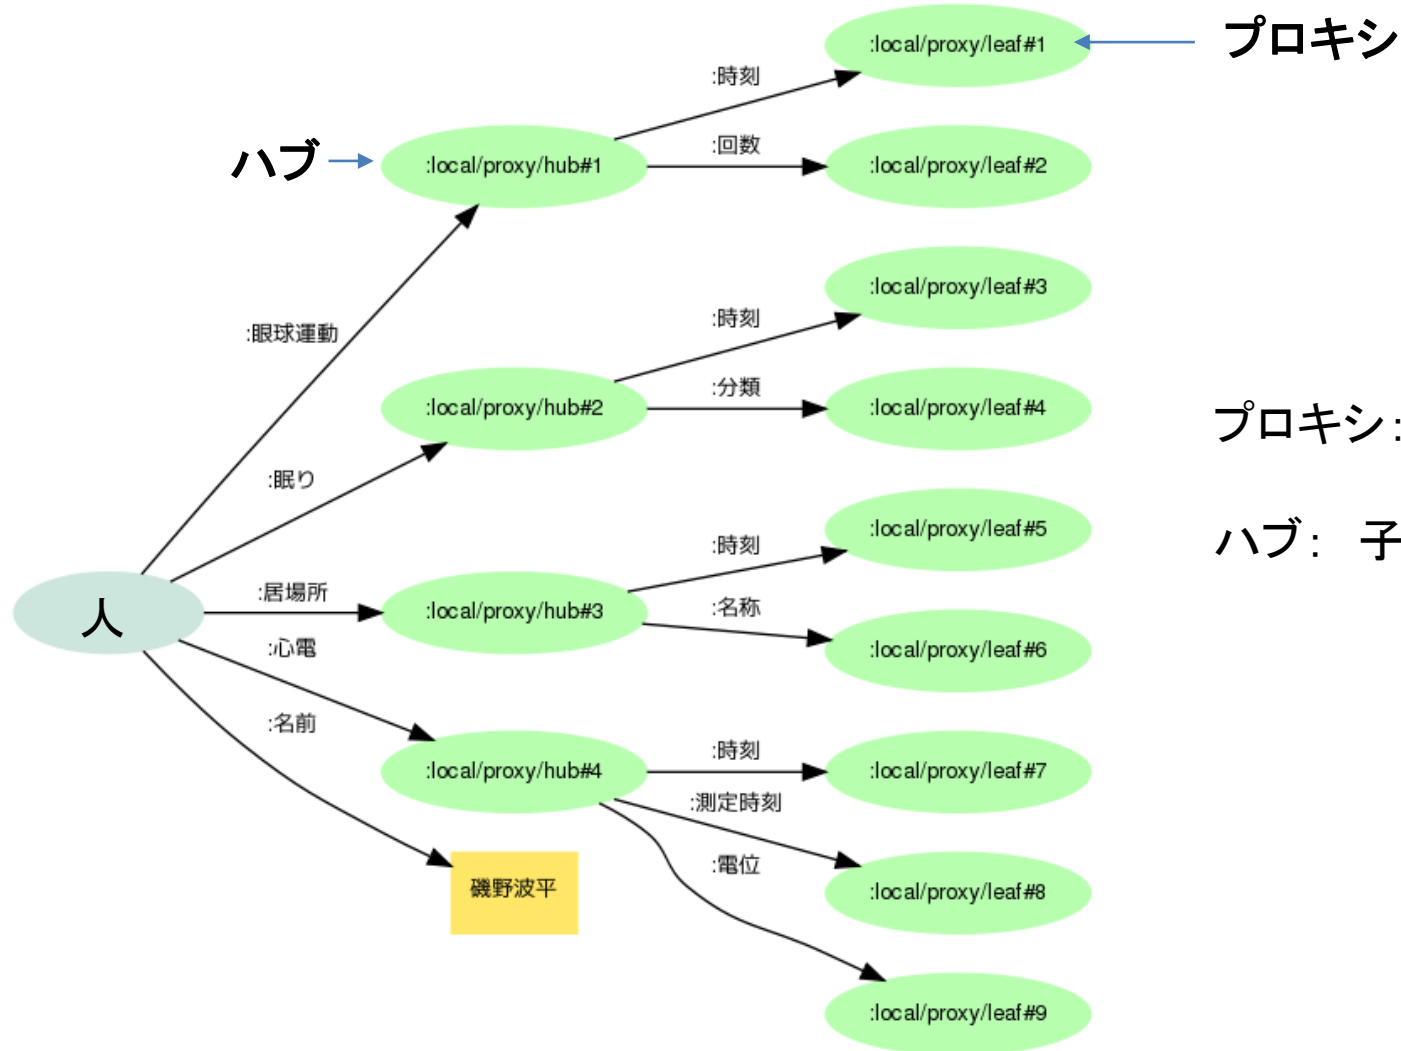 :local/proxy/leaf#1
プロキシ
:時刻
ハブ
:local/proxy/hub#1
:回数
:local/proxy/leaf#2
:local/proxy/leaf#3
:時刻
:眼球運動
:local/proxy/hub#2
:分類
:local/proxy/leaf#4
プロキシ:
:眠り
:local/proxy/leaf#5
ハブ: 子
:時刻
人
:居場所
:local/proxy/hub#3
:名称
:local/proxy/leaf#6
:心電
:名前
:local/proxy/hub#4
:時刻
:local/proxy/leaf#7
:測定時刻
:電位
:local/proxy/leaf#8
磯野波平
:local/proxy/leaf#9